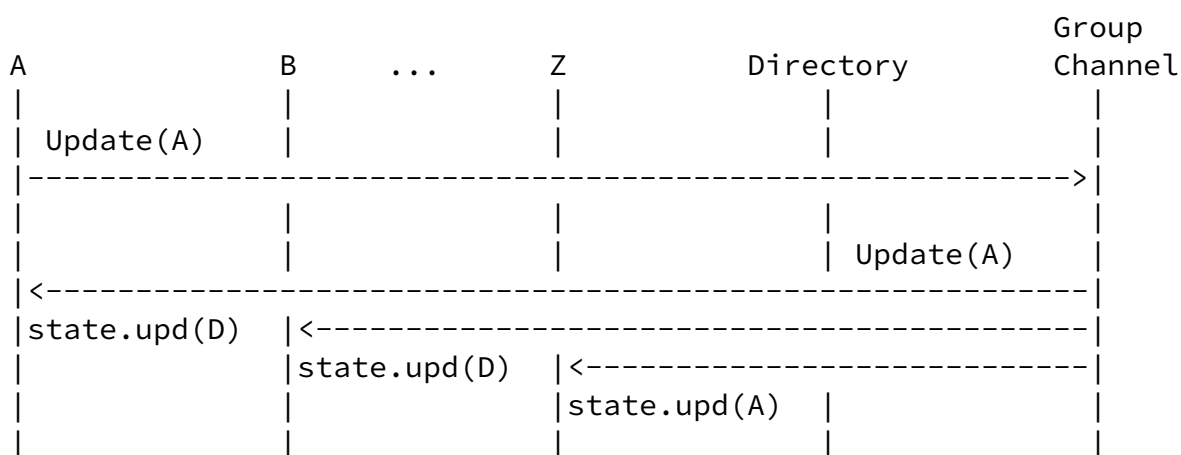 Group
A B ... Z Directory Channel
| | | | |
| Update(A) | | | |
|---------------------------------------------------------->|
| | | | |
| | | | Update(A) |
|<----------------------------------------------------------|
|state.upd(D) |<-------------------------------------------|
| |state.upd(D) |<----------------------------|
| | |state.upd(A) | |
| | | | |